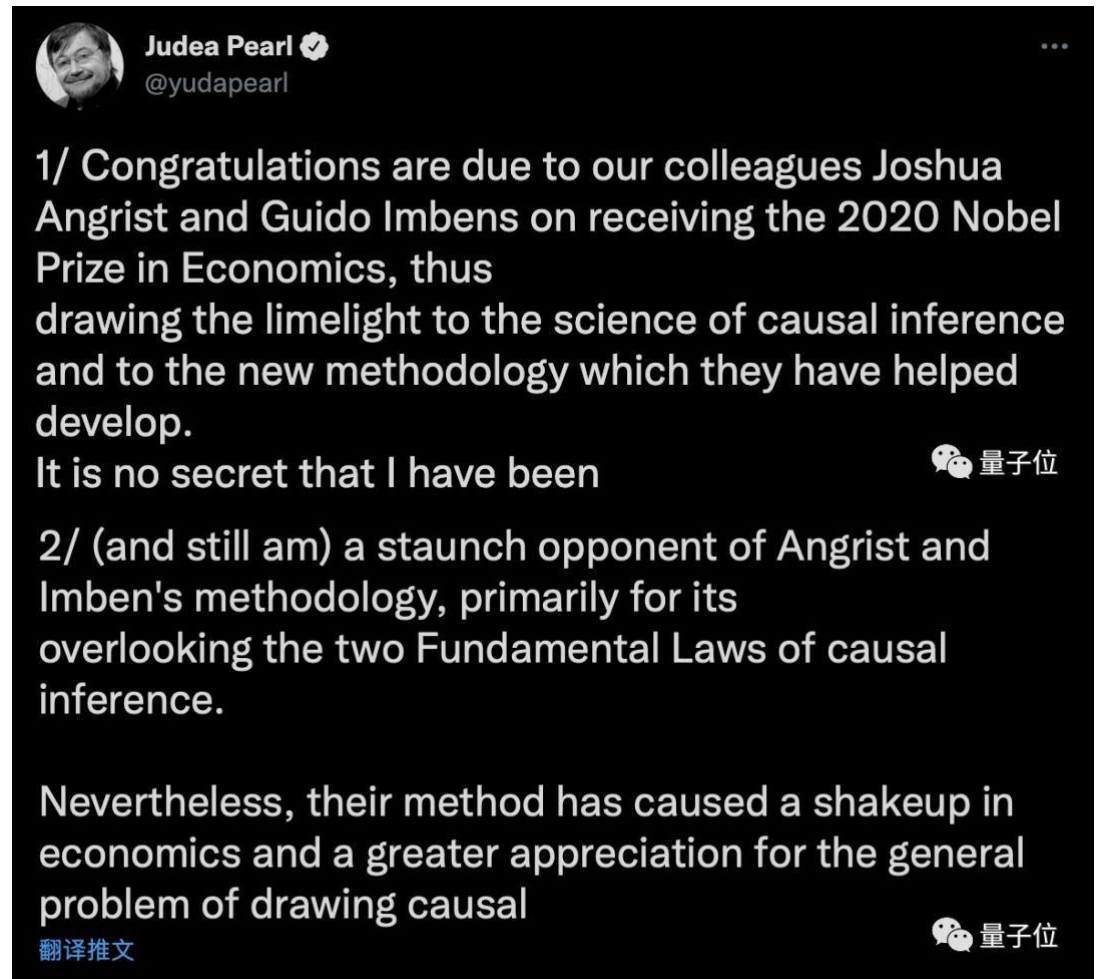 Judea Pearl
@yudapearl
1/ Congratulations are due to our colleagues Joshua
Angrist and Guido Imbens on receiving the 2020 Nobel
Prize in Economics, thus
drawing the limelight to the science of causal inference
and to the new methodology which they have helped
develop.
It is no secret that I have been
量子位
2/ (and still am) a staunch opponent of Angrist and
Imben's methodology, primarily for its
overlooking the two Fundamental Laws of causal
inference.
Nevertheless, their method has caused a shakeup in
economics and a greater appreciation for the general
problem of drawing causal
翻译推文
量子位